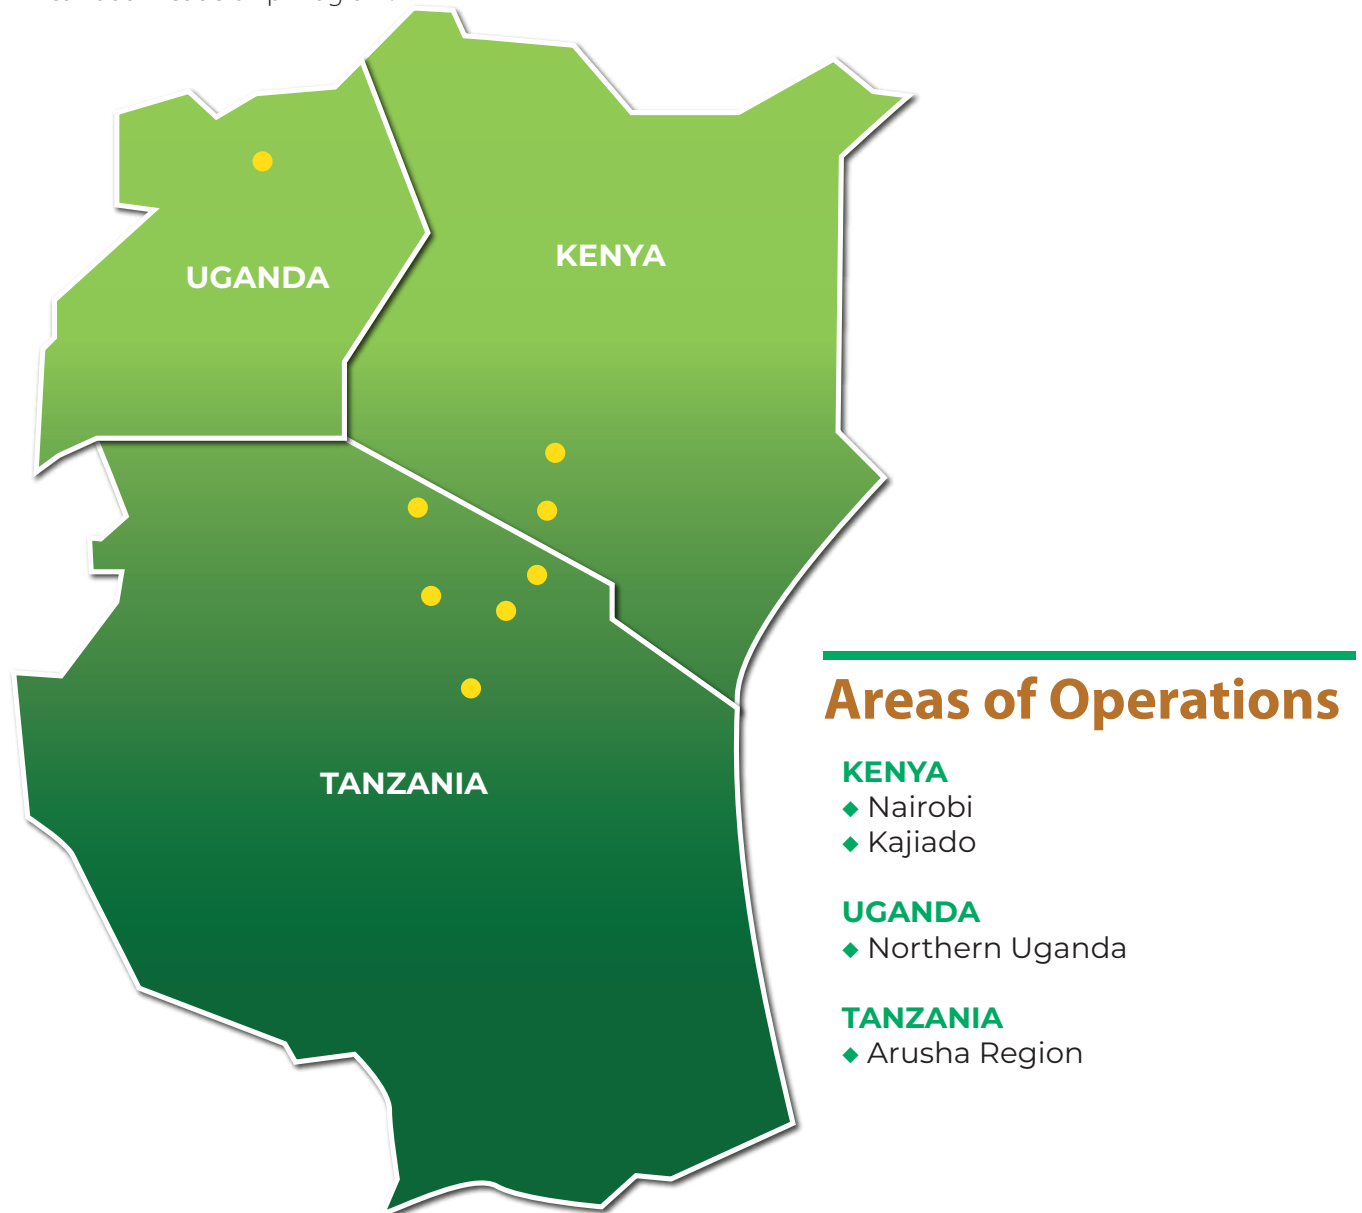 UGANDA
KENYA
TANZANIA
Areas of Operations
KENYA
◆ Nairobi
◆ Kajiado
UGANDA
◆ Northern Uganda
TANZANIA
◆ Arusha Region